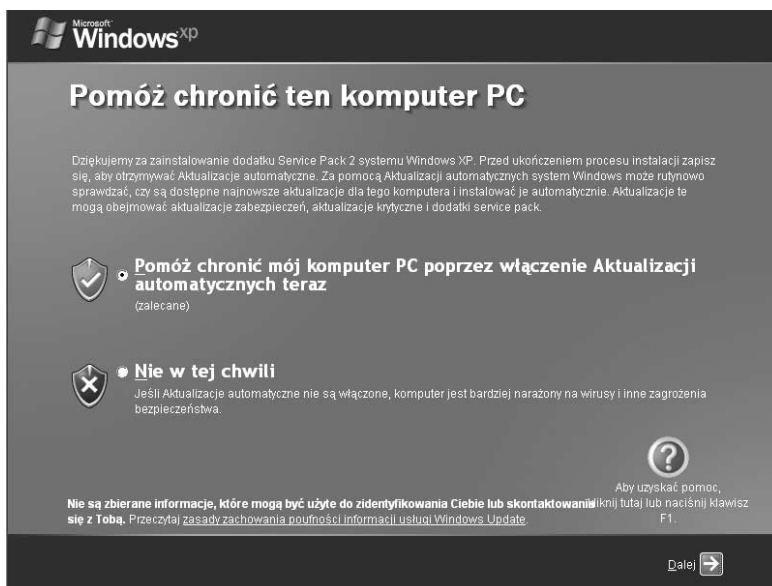 Microsoft
Windows xp
Pomóż chronić ten komputer PC
Dziękujemy za zainstalowanie dodatku Service Pack 2 systemu Windows XP. Przed ukończeniem procesu instalacji zapisz
się, aby otrzymywać Aktualizacje automatyczne. Za pomocą Aktualizacji automatycznych system Windows może rutynowo
sprawdzać, czy są dostępne najnowsze aktualizacje dla tego komputera i instalować je automatycznie. Aktualizacje te
mogą obejmować aktualizacje zabezpieczeń, aktualizacje krytyczne i dodatki service pack.
Pomóż chronić mój komputer PC poprzez włączenie Aktualizacji
automatycznych teraz
(zalecane)
Nie w tej chwili
Jeśli Aktualizacje automatyczne nie są włączone, komputer jest bardziej narażony na wirusy i inne zagrożenia
bezpieczeństwa.
Nie są zbierane informacje, które mogą być użyte do zidentyfikowania Ciebie lub skontaktowania
się z Tobą. Przeczytaj zasady zachowania poufności informacji usługi Windows Update.
?
Aby uzyskać pomoc,
kliknij tutaj lub naciśnij klawisz
F1.
Dalej